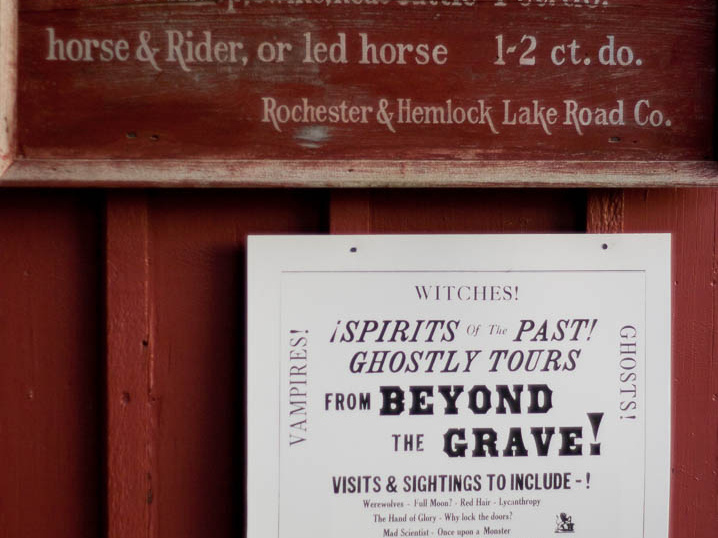 horse & Rider, or led horse 1-2 ct. do.
Rochester & Hemlock Lake Road Co.
WITCHES!
VAMPIRES!
¡SPIRITS Of The PAST!
GHOSTLY TOURS
GHOSTS!
FROM BEYOND
THE GRAVE!
VISITS & SIGHTINGS TO INCLUDE - !
Werewolves - Full Moon? - Red Hair - Lycanthropy
The Hand of Glory - Why lock the doors?
Mad Scientist - Once upon a Monster